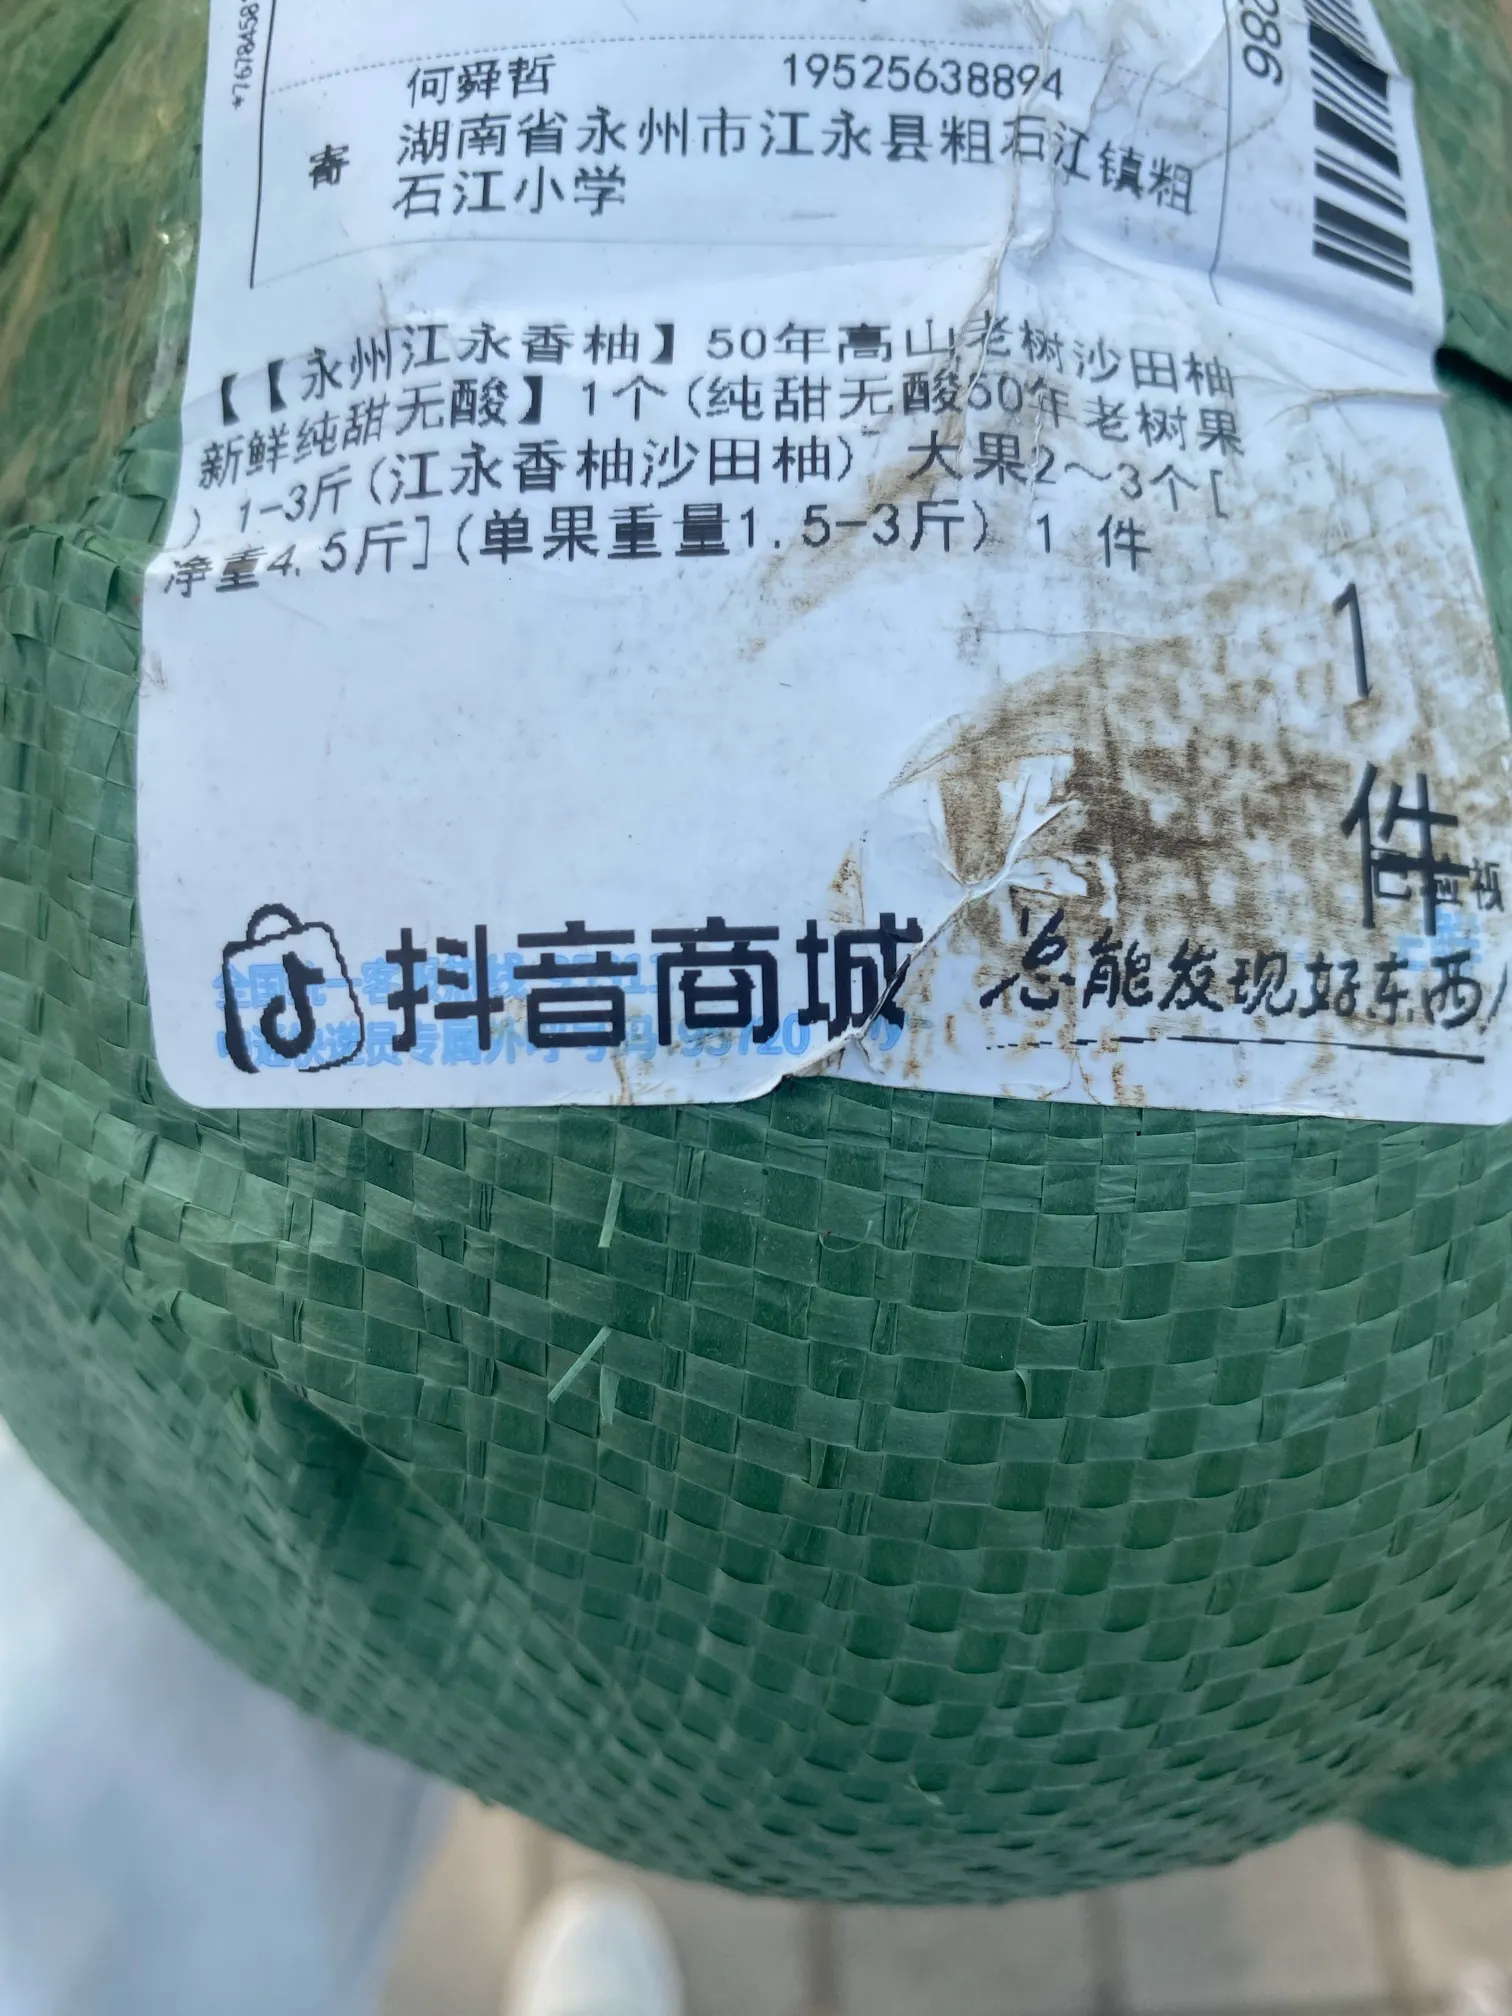 何舜哲 19525638894
寄
湖南省永州市江永县粗石江镇粗
石江小学
286
【【永州江永香柚】50年高山老树沙田柚
新鲜纯甜无酸】1个(纯甜无酸50年老树果
)1-3斤(江永香柚沙田柚) 大果2~3个[
净重4.5斤](单果重量1.5-3斤) 1 件
1
件
抖音商城 总能发现好东西